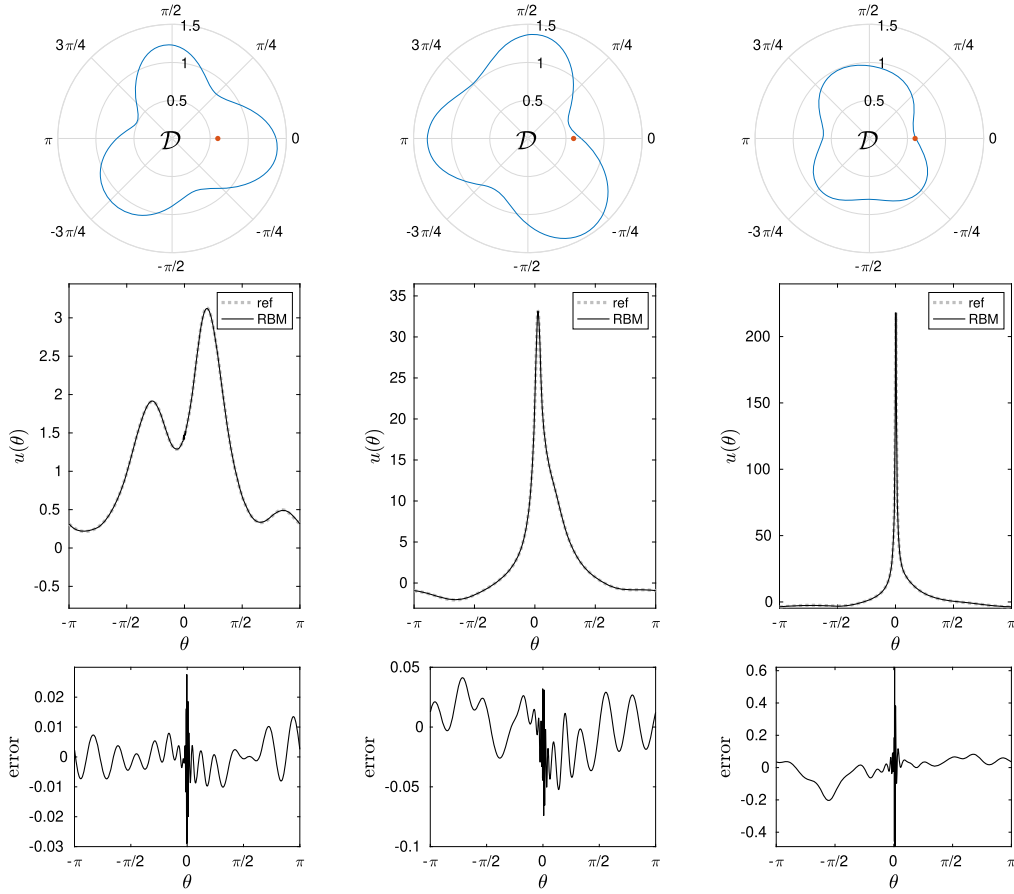 π/2 π/2 π/2
1.5 1.5 1.5
3π/4 π/4 3π/4 π/4 3π/4 π/4
1 1 1
0.5 0.5 0.5
π 𝒟 0 π 𝒟 0 π 𝒟 0
-3π/4 -π/4 -3π/4 -π/4 -3π/4 -π/4
-π/2 -π/2 -π/2
u(θ)
3
2.5
2
1.5
1
0.5
0
-0.5
ref
RBM
-π -π/2 0 π/2 π
θ
u(θ)
35
30
25
20
15
10
5
0
ref
RBM
-π -π/2 0 π/2 π
θ
u(θ)
200
150
100
50
0
ref
RBM
-π -π/2 0 π/2 π
θ
error
0.02
0.01
0
-0.01
-0.02
-0.03
-π -π/2 0 π/2 π
θ
error
0.05
0
-0.05
-0.1
-π -π/2 0 π/2 π
θ
error
0.6
0.4
0.2
0
-0.2
-0.4
-π -π/2 0 π/2 π
θ